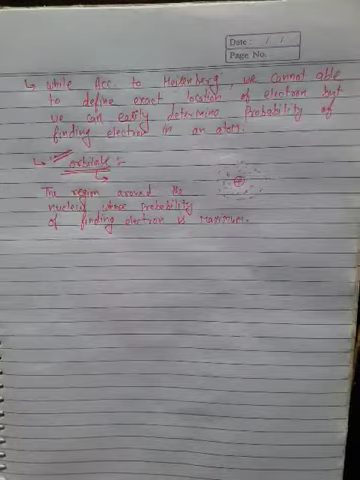 Date : / /
Page No.
↳ while Acc. to Heisenberg, we cannot able
to define exact location of electron but
we can easily determine Probability of
finding electron in an atom.
↳ orbitals :-
The region around the
nucleus whose probability
of finding electron is maximum.